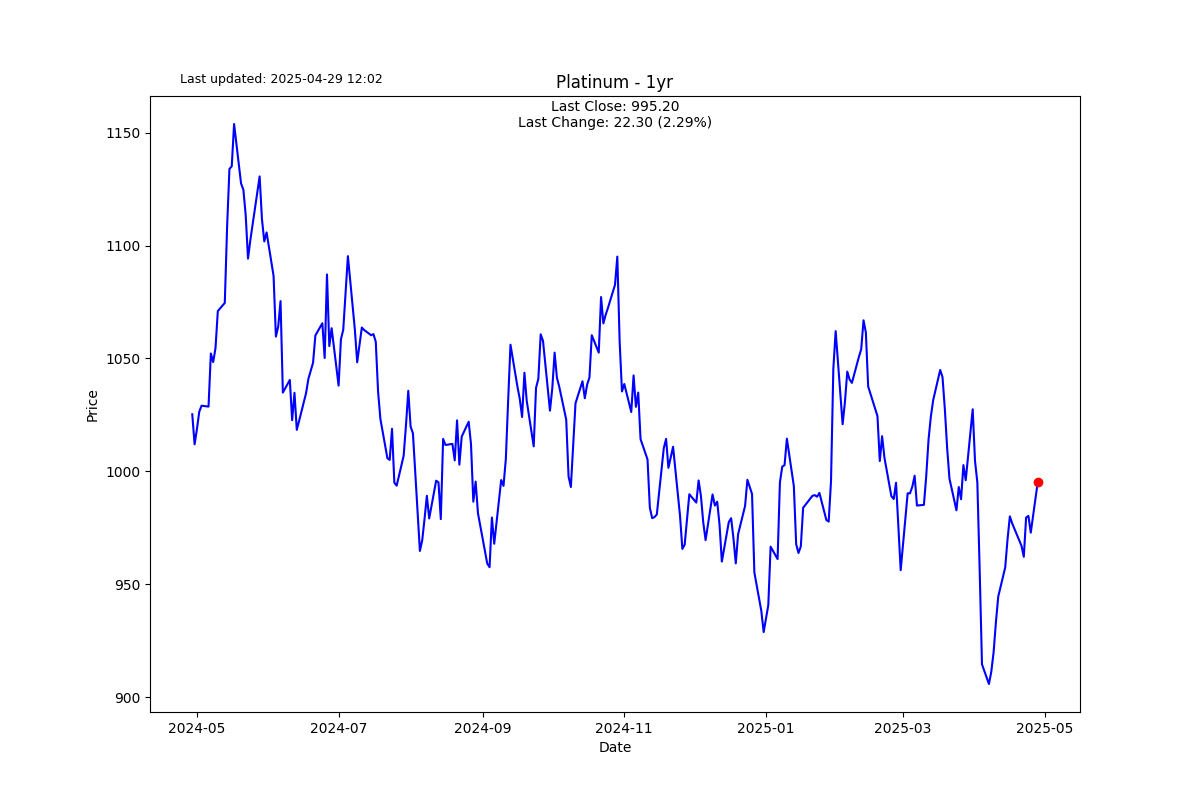 Last updated: 2025-04-29 12:02
Platinum - 1yr
Last Close: 995.20
Last Change: 22.30 (2.29%)
1150
1100
1050
1000
950
900
Price
2024-05
2024-07
2024-09
2024-11
2025-01
2025-03
2025-05
Date